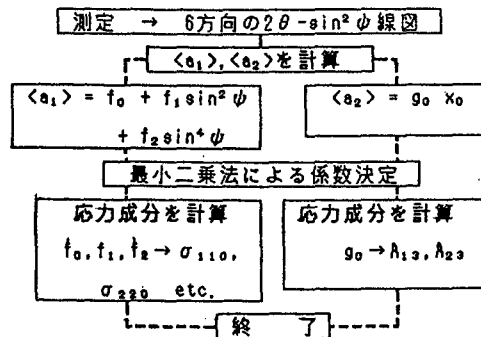 測定 → 6方向の2θ-sin²ψ線図
<a₁>,<a₂>を計算
<a₁> = f₀ + f₁sin²ψ
+ f₂sin⁴ψ
<a₂> = g₀ x₀
最小二乗法による係数決定
応力成分を計算
f₀,f₁,f₂→ σ₁₁₀,
σ₂₂₀ etc.
応力成分を計算
g₀→A₁₃,A₂₃
終 了